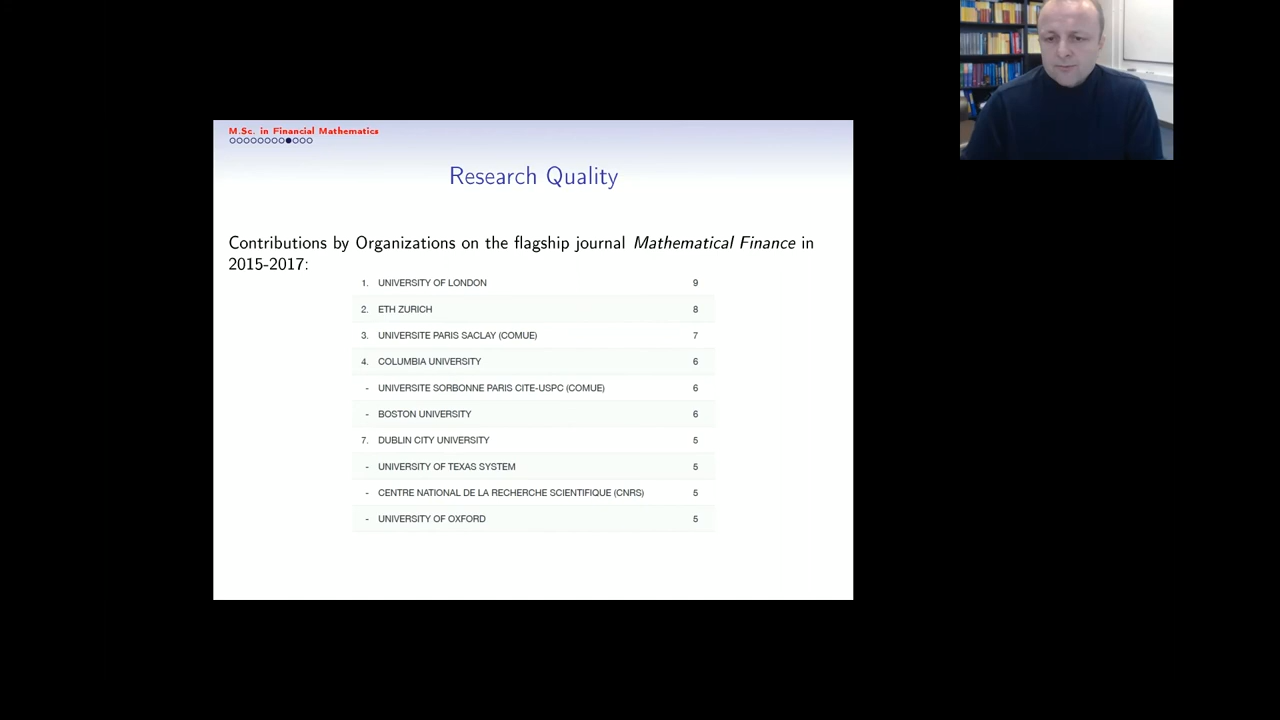 M.Sc. in Financial Mathematics
Research Quality
Contributions by Organizations on the flagship journal Mathematical Finance in
2015-2017:
1. UNIVERSITY OF LONDON 9
2. ETH ZURICH 8
3. UNIVERSITE PARIS SACLAY (COMUE) 7
4. COLUMBIA UNIVERSITY 6
- UNIVERSITE SORBONNE PARIS CITE-USPC (COMUE) 6
- BOSTON UNIVERSITY 6
7. DUBLIN CITY UNIVERSITY 5
- UNIVERSITY OF TEXAS SYSTEM 5
- CENTRE NATIONAL DE LA RECHERCHE SCIENTIFIQUE (CNRS) 5
- UNIVERSITY OF OXFORD 5